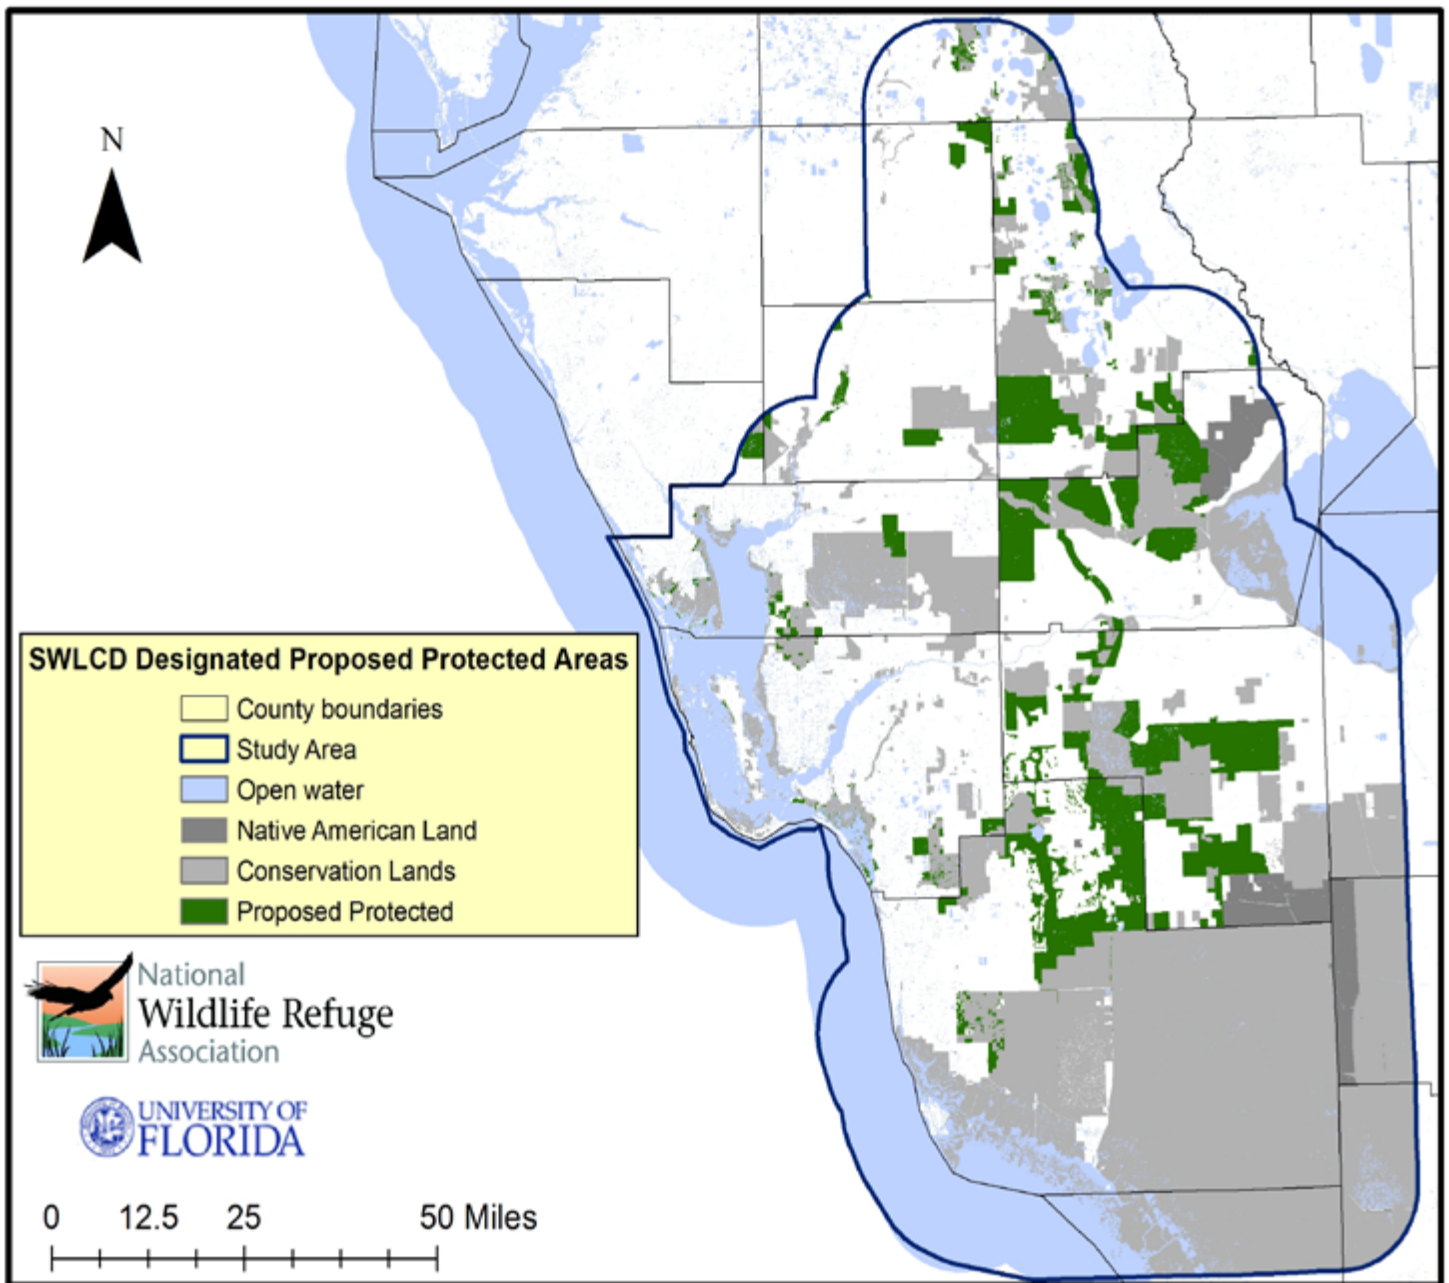 N
SWLCD Designated Proposed Protected Areas
County boundaries
Study Area
Open water
Native American Land
Conservation Lands
Proposed Protected
National
Wildlife Refuge
Association
UNIVERSITY OF
FLORIDA
0 12.5 25 50 Miles